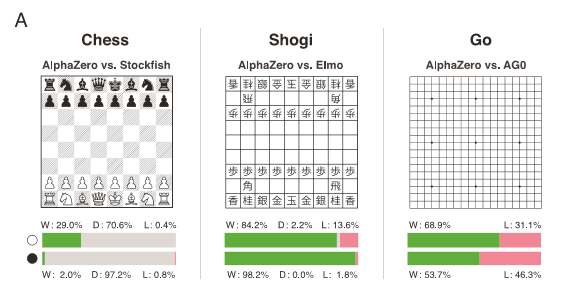 A
Chess
AlphaZero vs. Stockfish
W: 29.0% D: 70.6% L: 0.4%
W: 2.0% D: 97.2% L: 0.8%
Shogi
AlphaZero vs. Elmo
香桂銀金王金銀桂香
飛 角
歩歩歩歩歩歩歩歩歩
歩歩歩歩歩歩歩歩歩
角 飛
香桂銀金玉金銀桂香
W: 84.2% D: 2.2% L: 13.6%
W: 98.2% D: 0.0% L: 1.8%
Go
AlphaZero vs. AG0
W: 68.9% L: 31.1%
W: 53.7% L: 46.3%